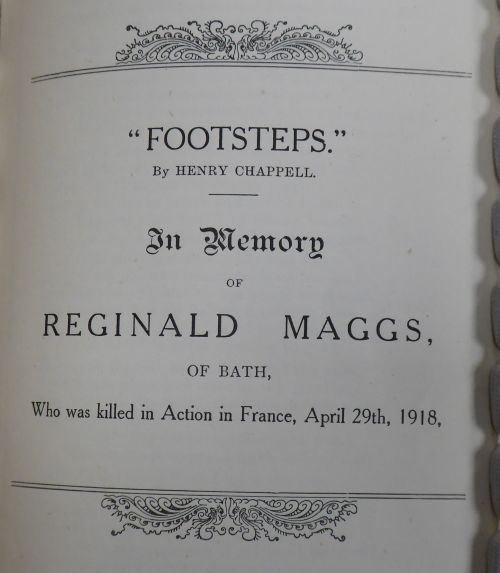 "FOOTSTEPS."
By HENRY CHAPPELL.
In Memory
OF
REGINALD MAGGS,
OF BATH,
Who was killed in Action in France, April 29th, 1918,